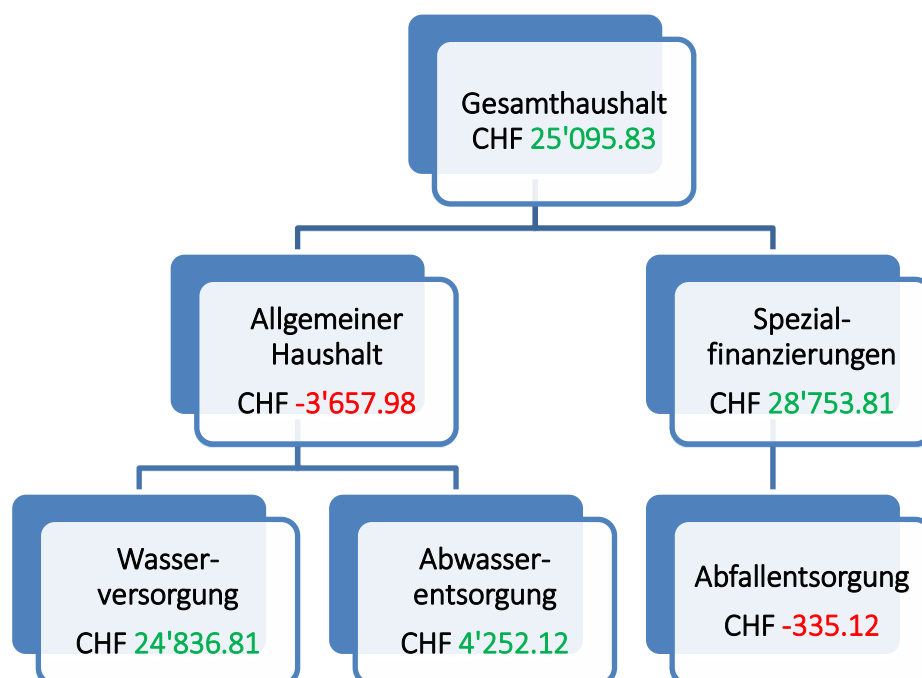 Gesamthaushalt
CHF 25'095.83
Allgemeiner
Haushalt
CHF -3'657.98
Spezial-
finanzierungen
CHF 28'753.81
Wasser-
versorgung
CHF 24'836.81
Abwasser-
entsorgung
CHF 4'252.12
Abfallentsorgung
CHF -335.12